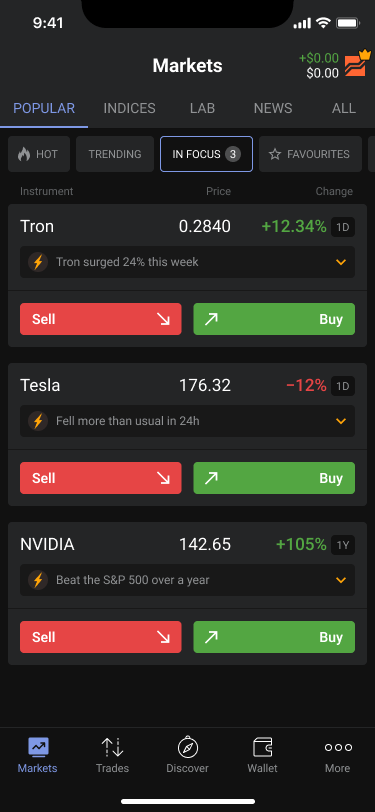 9:41
Markets
+$0.00
$0.00
POPULAR INDICES LAB NEWS ALL
HOT TRENDING IN FOCUS 3 FAVOURITES
Instrument Price Change
Tron 0.2840 +12.34% 1D
Tron surged 24% this week
Sell Buy
Tesla 176.32 −12% 1D
Fell more than usual in 24h
Sell Buy
NVIDIA 142.65 +105% 1Y
Beat the S&P 500 over a year
Sell Buy
Markets Trades Discover Wallet More